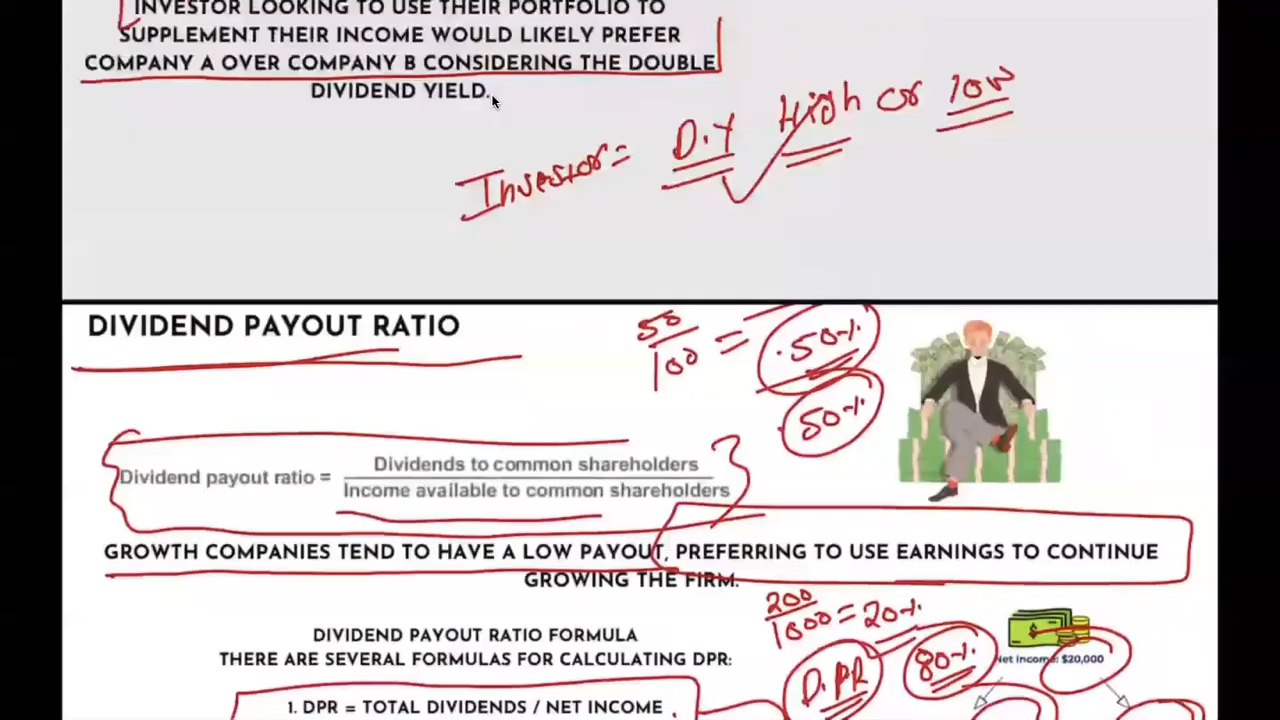 INVESTOR LOOKING TO USE THEIR PORTFOLIO TO
SUPPLEMENT THEIR INCOME WOULD LIKELY PREFER
COMPANY A OVER COMPANY B CONSIDERING THE DOUBLE
DIVIDEND YIELD.
Investor = D.Y High or low
DIVIDEND PAYOUT RATIO
50/100 = .50%
50%
Dividend payout ratio = Dividends to common shareholders
Income available to common shareholders
GROWTH COMPANIES TEND TO HAVE A LOW PAYOUT, PREFERRING TO USE EARNINGS TO CONTINUE
GROWING THE FIRM.
200/1000 = 20%
DIVIDEND PAYOUT RATIO FORMULA
THERE ARE SEVERAL FORMULAS FOR CALCULATING DPR:
D.PR 80%
Net Income: $20,000
1. DPR = TOTAL DIVIDENDS / NET INCOME